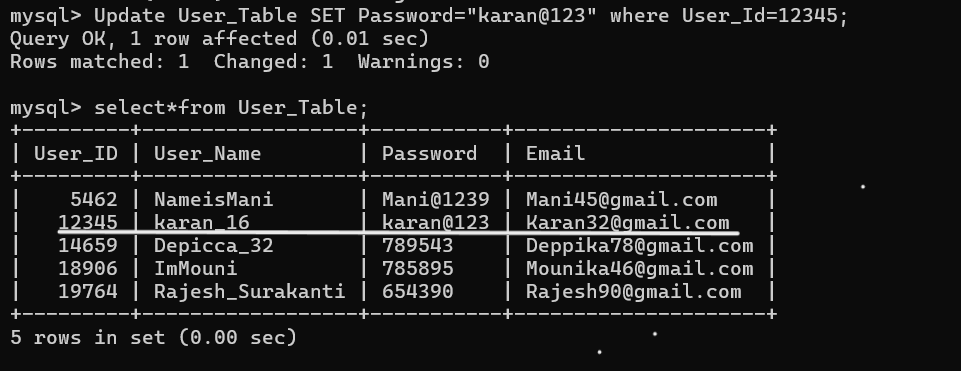 mysql> Update User_Table SET Password="karan@123" where User_Id=12345;
Query OK, 1 row affected (0.01 sec)
Rows matched: 1  Changed: 1  Warnings: 0
mysql> select*from User_Table;
+---------+------------------+-----------+---------------------+
| User_ID | User_Name        | Password  | Email               |
+---------+------------------+-----------+---------------------+
|    5462 | NameisMani       | Mani@1239 | Mani45@gmail.com    |
|   12345 | karan_16         | karan@123 | Karan32@gmail.com   |
|   14659 | Depicca_32       | 789543    | Deppika78@gmail.com |
|   18906 | ImMouni          | 785895    | Mounika46@gmail.com |
|   19764 | Rajesh_Surakanti | 654390    | Rajesh90@gmail.com  |
+---------+------------------+-----------+---------------------+
5 rows in set (0.00 sec)